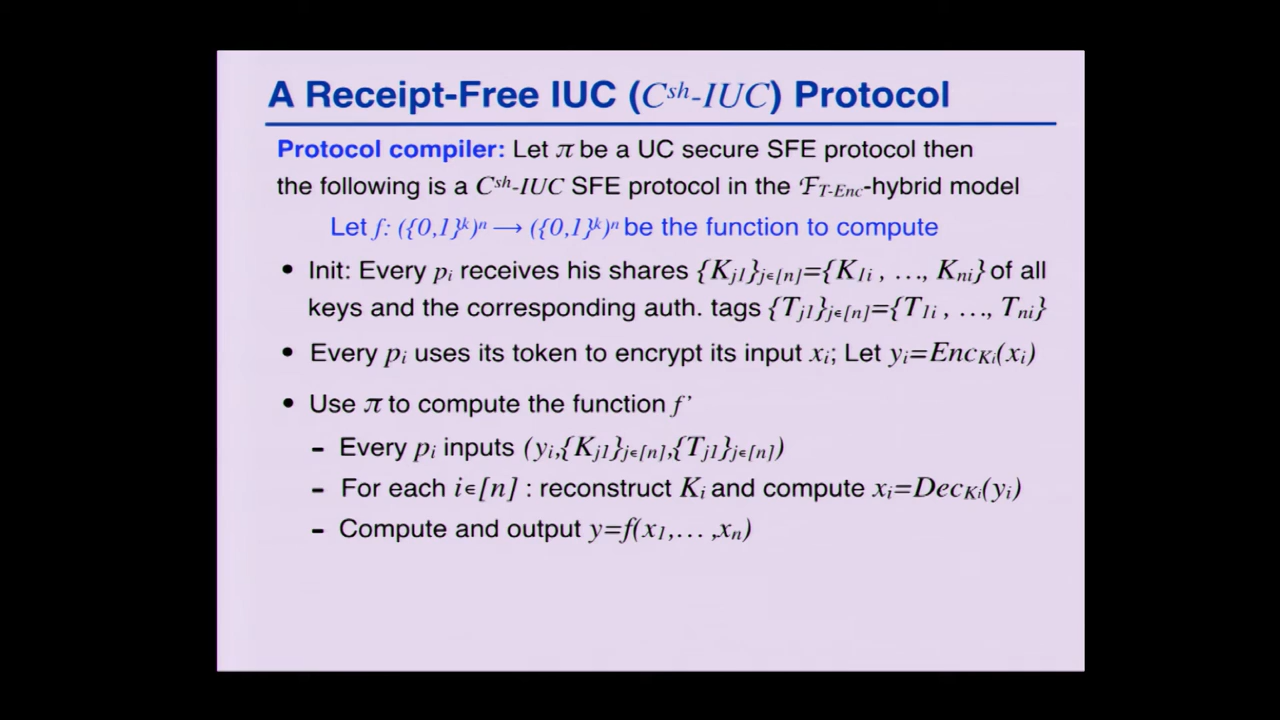 A Receipt-Free IUC (C^sh-IUC) Protocol
Protocol compiler: Let π be a UC secure SFE protocol then
the following is a C^sh-IUC SFE protocol in the ℱ_T-Enc-hybrid model
Let f: ({0,1}^k)^n → ({0,1}^k)^n be the function to compute
• Init: Every p_i receives his shares {K_j1}_j∈[n]={K_1i , …, K_ni} of all
keys and the corresponding auth. tags {T_j1}_j∈[n]={T_1i , …, T_ni}
• Every p_i uses its token to encrypt its input x_i; Let y_i=Enc_Ki(x_i)
• Use π to compute the function f'
– Every p_i inputs (y_i,{K_j1}_j∈[n],{T_j1}_j∈[n])
– For each i∈[n] : reconstruct K_i and compute x_i=Dec_Ki(y_i)
– Compute and output y=f(x_1,… ,x_n)